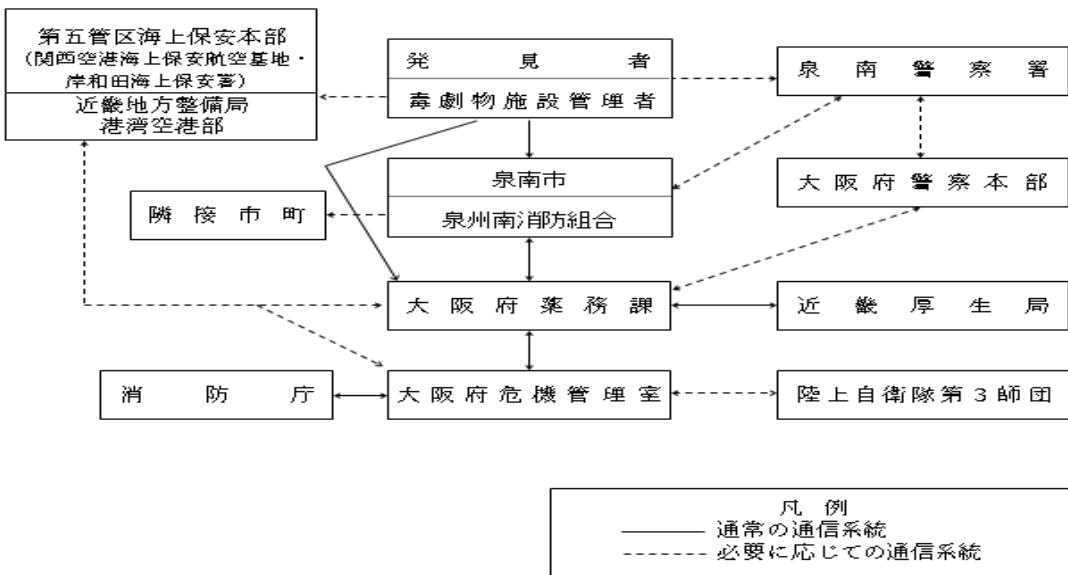 第五管区海上保安本部
(関西空港海上保安航空基地・
岸和田海上保安署)
近畿地方整備局
港湾空港部
発見者
毒劇物施設管理者
泉南警察署
泉南市
泉州南消防組合
大阪府警察本部
隣接市町
大阪府薬務課
近畿厚生局
消防庁
大阪府危機管理室
陸上自衛隊第3師団
凡例
通常の通信系統
必要に応じての通信系統